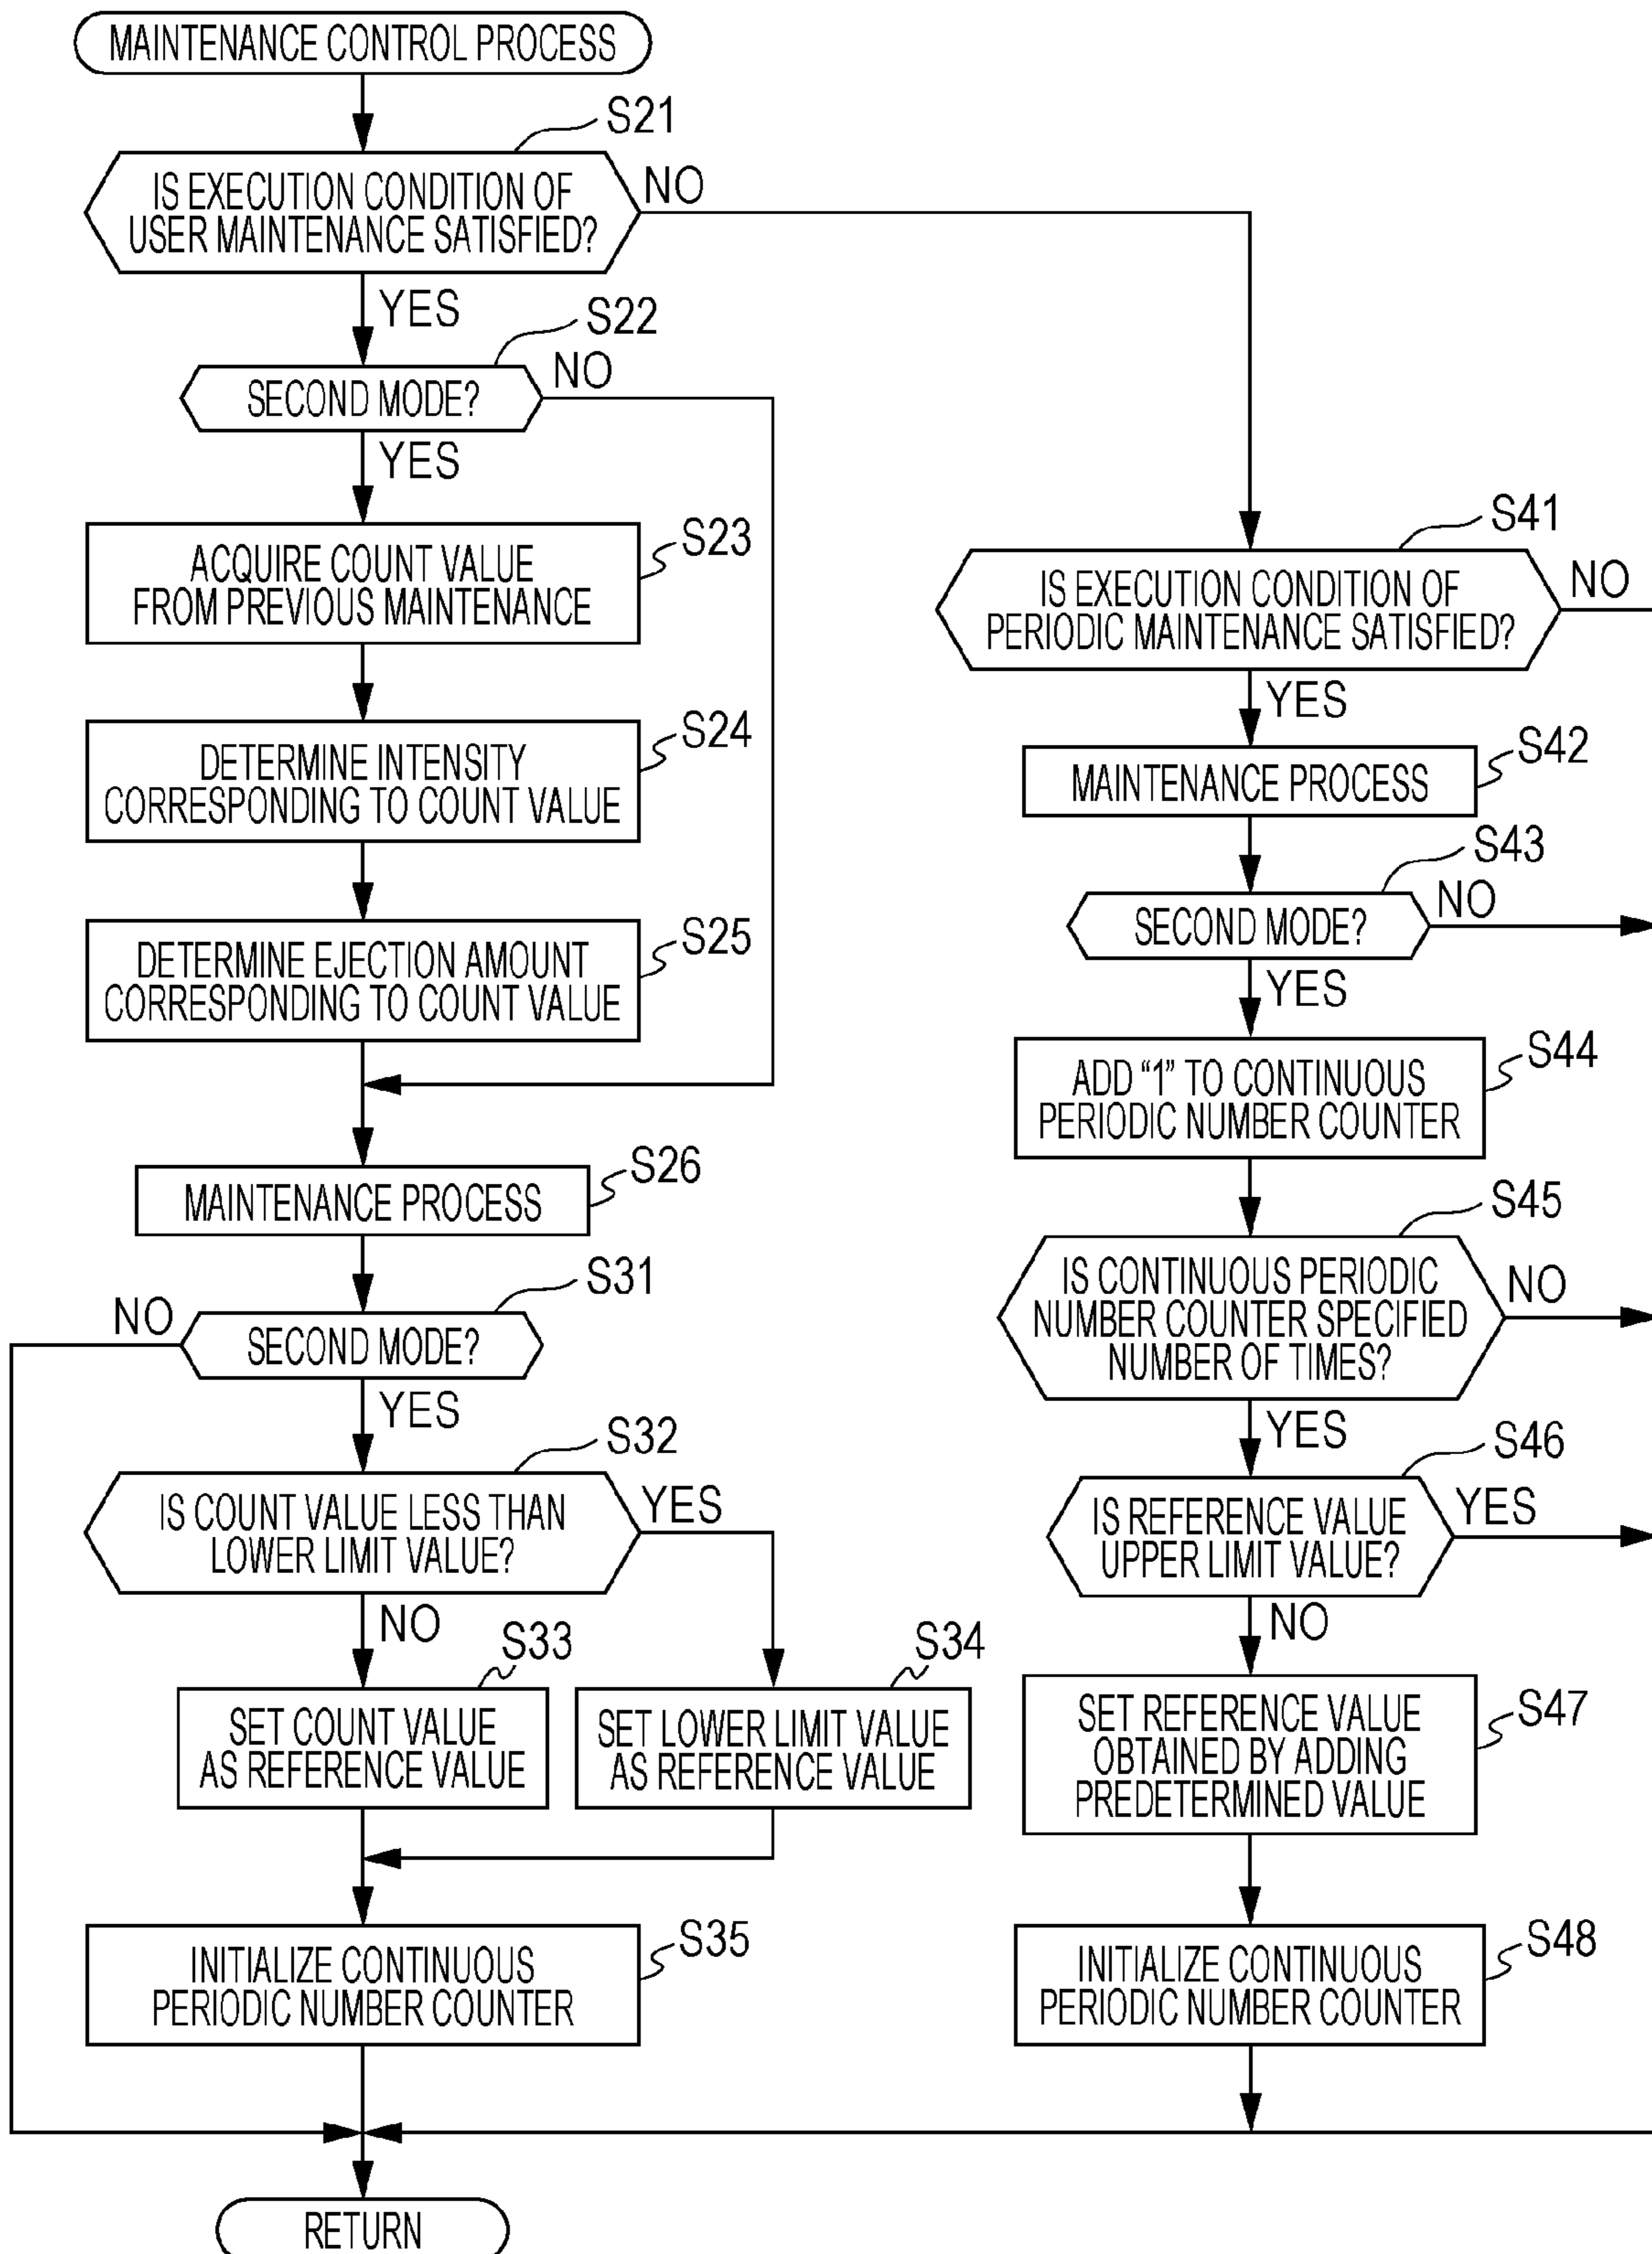 MAINTENANCE CONTROL PROCESS
S21
IS EXECUTION CONDITION OF
USER MAINTENANCE SATISFIED?
NO
YES
S22
SECOND MODE?
NO
YES
S23
ACQUIRE COUNT VALUE
FROM PREVIOUS MAINTENANCE
S24
DETERMINE INTENSITY
CORRESPONDING TO COUNT VALUE
S25
DETERMINE EJECTION AMOUNT
CORRESPONDING TO COUNT VALUE
S26
MAINTENANCE PROCESS
S31
NO
SECOND MODE?
YES
S32
IS COUNT VALUE LESS THAN
LOWER LIMIT VALUE?
YES
NO
S33
SET COUNT VALUE
AS REFERENCE VALUE
S34
SET LOWER LIMIT VALUE
AS REFERENCE VALUE
S35
INITIALIZE CONTINUOUS
PERIODIC NUMBER COUNTER
S41
IS EXECUTION CONDITION OF
PERIODIC MAINTENANCE SATISFIED?
NO
YES
S42
MAINTENANCE PROCESS
S43
SECOND MODE?
NO
YES
S44
ADD “1” TO CONTINUOUS
PERIODIC NUMBER COUNTER
S45
IS CONTINUOUS PERIODIC
NUMBER COUNTER SPECIFIED
NUMBER OF TIMES?
NO
YES
S46
IS REFERENCE VALUE
UPPER LIMIT VALUE?
YES
NO
S47
SET REFERENCE VALUE
OBTAINED BY ADDING
PREDETERMINED VALUE
S48
INITIALIZE CONTINUOUS
PERIODIC NUMBER COUNTER
RETURN